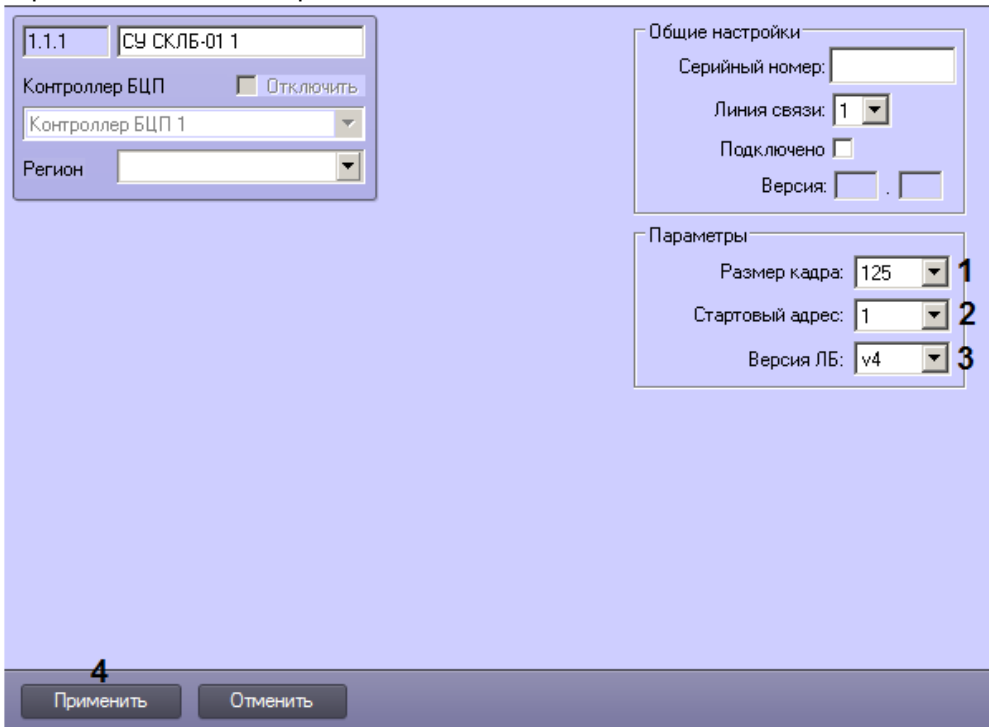 1.1.1 СУ СКЛБ-01 1
Контроллер БЦП Отключить
Контроллер БЦП 1
Регион
Общие настройки
Серийный номер:
Линия связи: 1
Подключено
Версия: .
Параметры
Размер кадра: 125 1
Стартовый адрес: 1 2
Версия ЛБ: v4 3
4
Применить Отменить